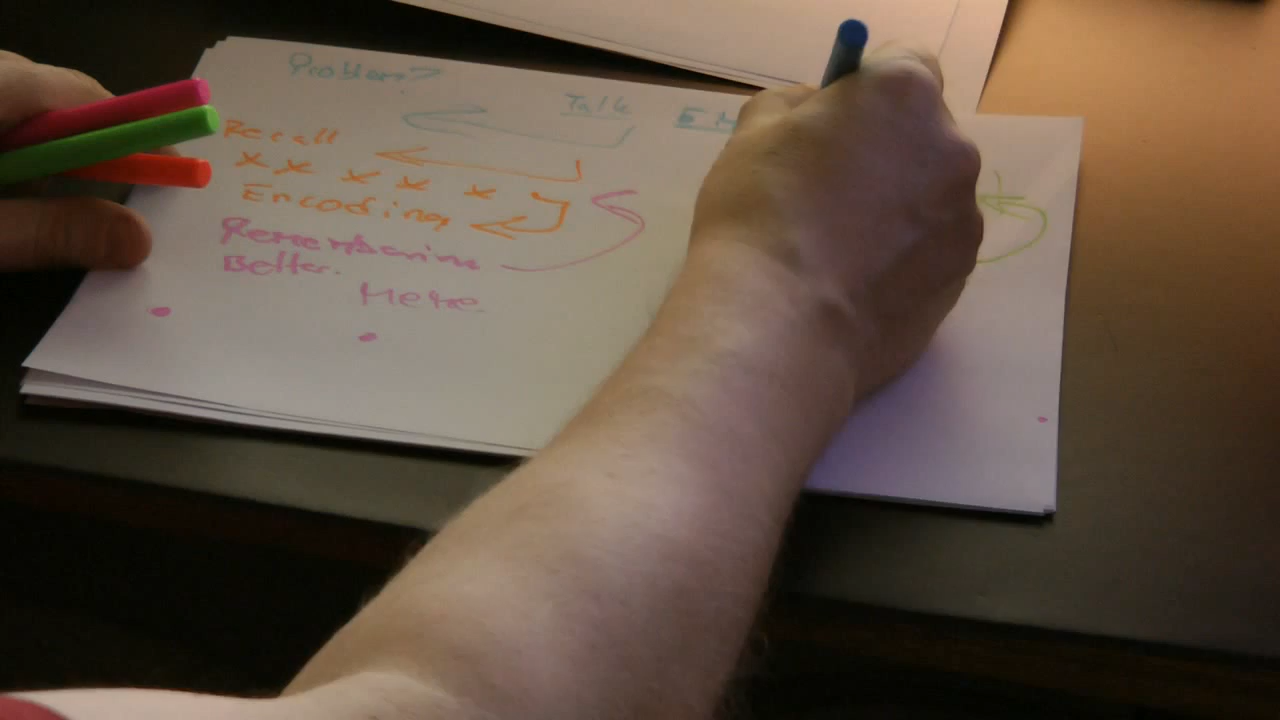 Problem?
Talk
Recall
x x x x x
Encoding
Remembering
Better.
Here